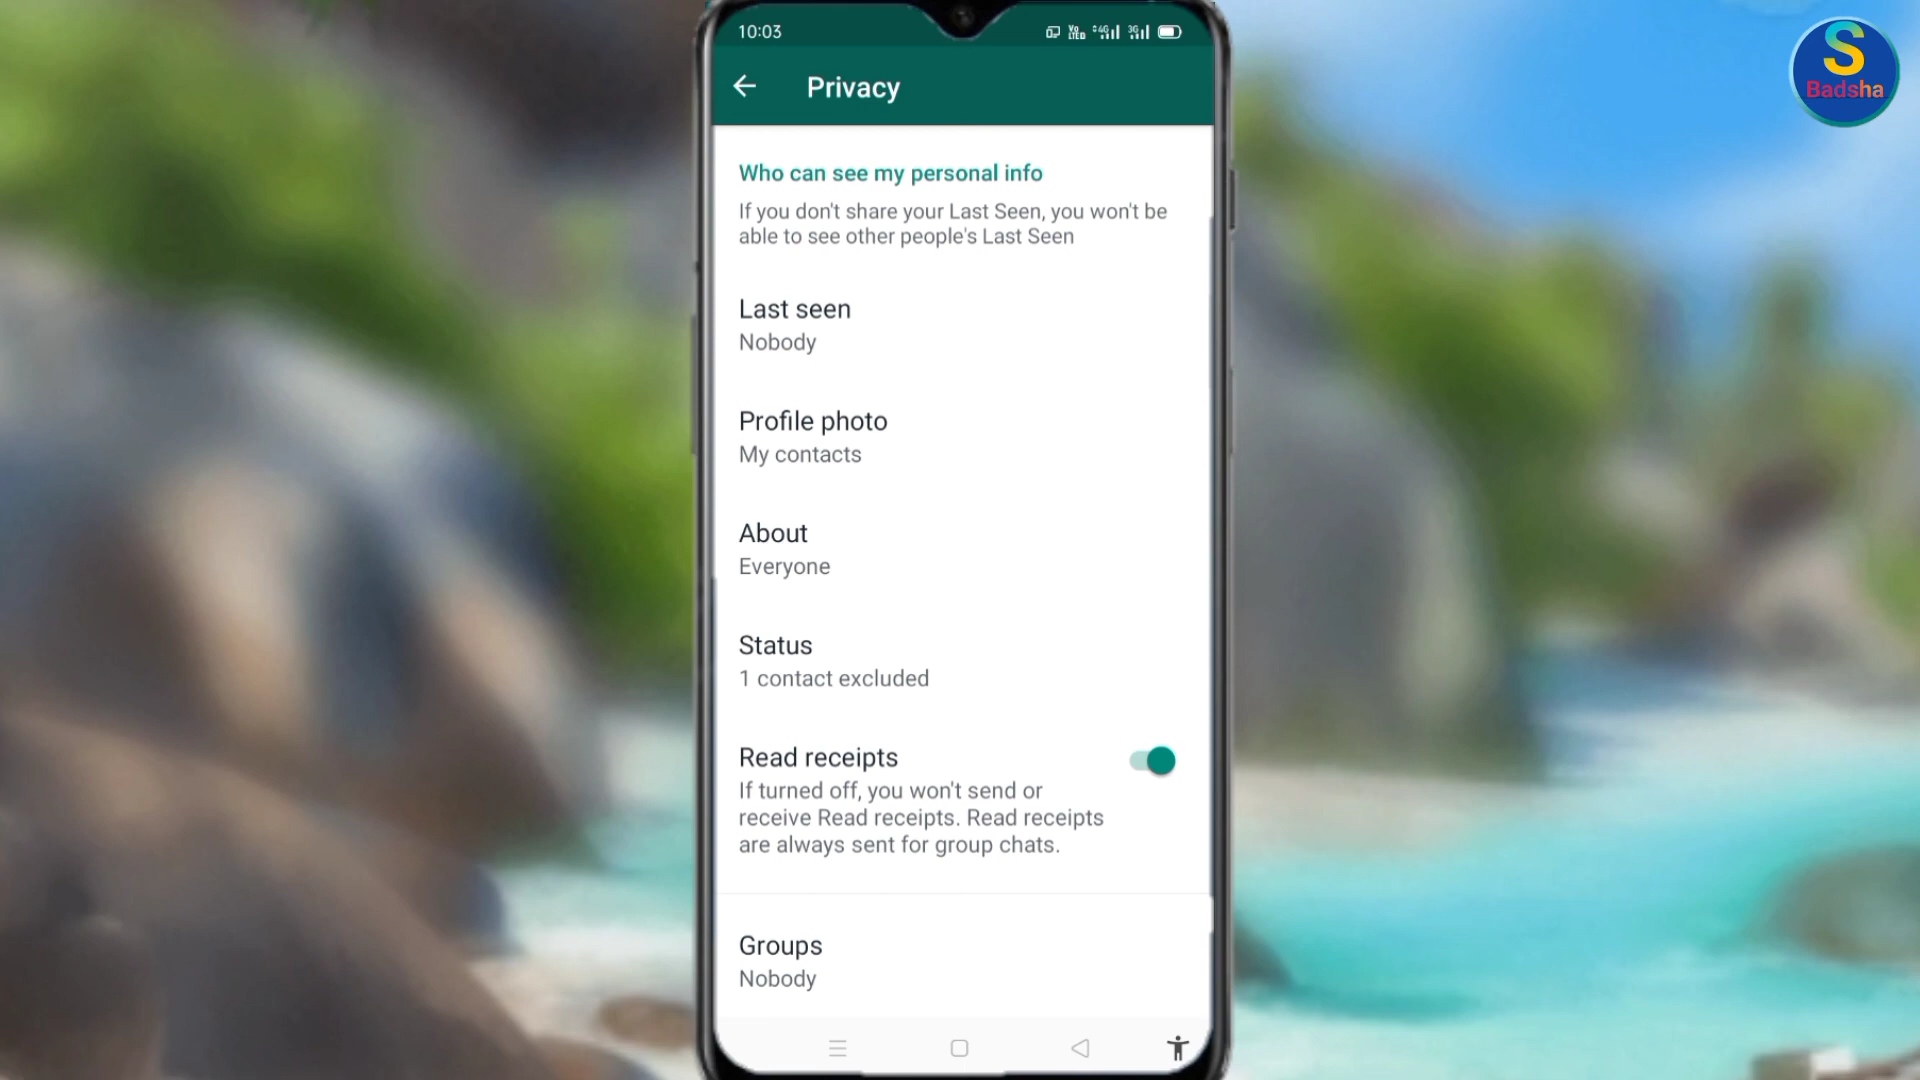 10:03
Privacy
Who can see my personal info
If you don't share your Last Seen, you won't be
able to see other people's Last Seen
Last seen
Nobody
Profile photo
My contacts
About
Everyone
Status
1 contact excluded
Read receipts
If turned off, you won't send or
receive Read receipts. Read receipts
are always sent for group chats.
Groups
Nobody
S
Badsha